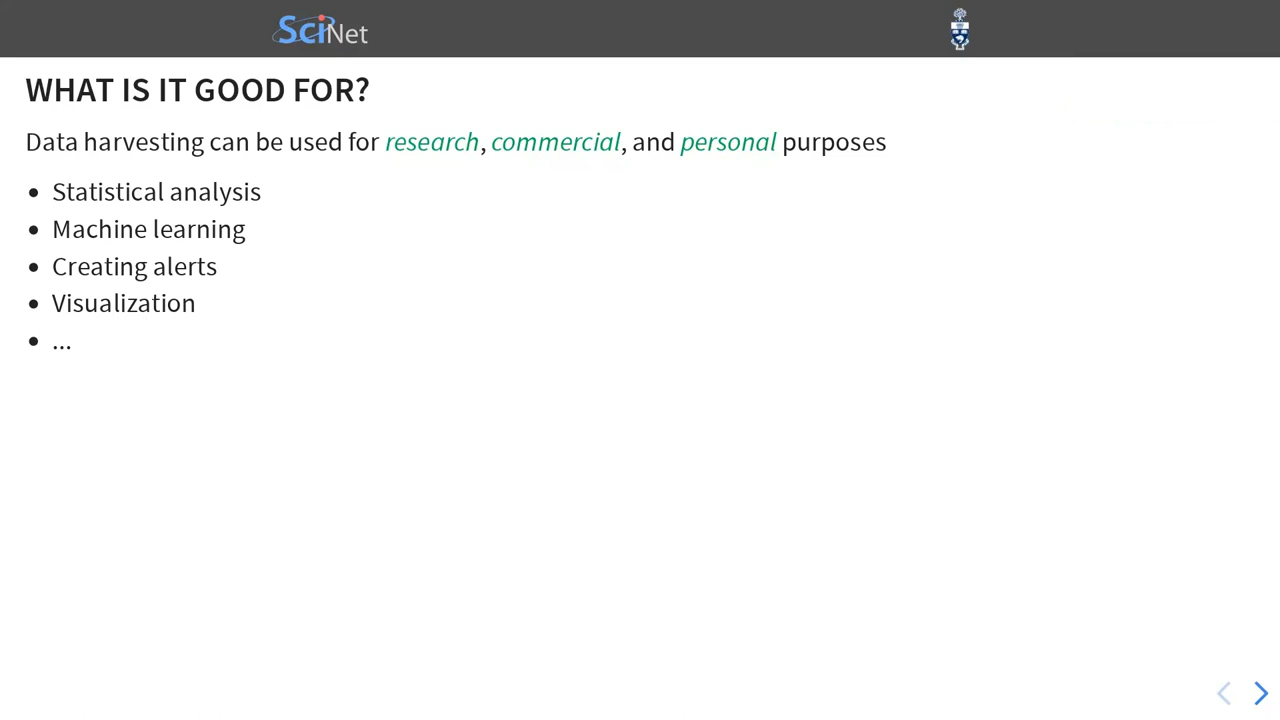 SciNet
WHAT IS IT GOOD FOR?
Data harvesting can be used for research, commercial, and personal purposes
• Statistical analysis
• Machine learning
• Creating alerts
• Visualization
• ...